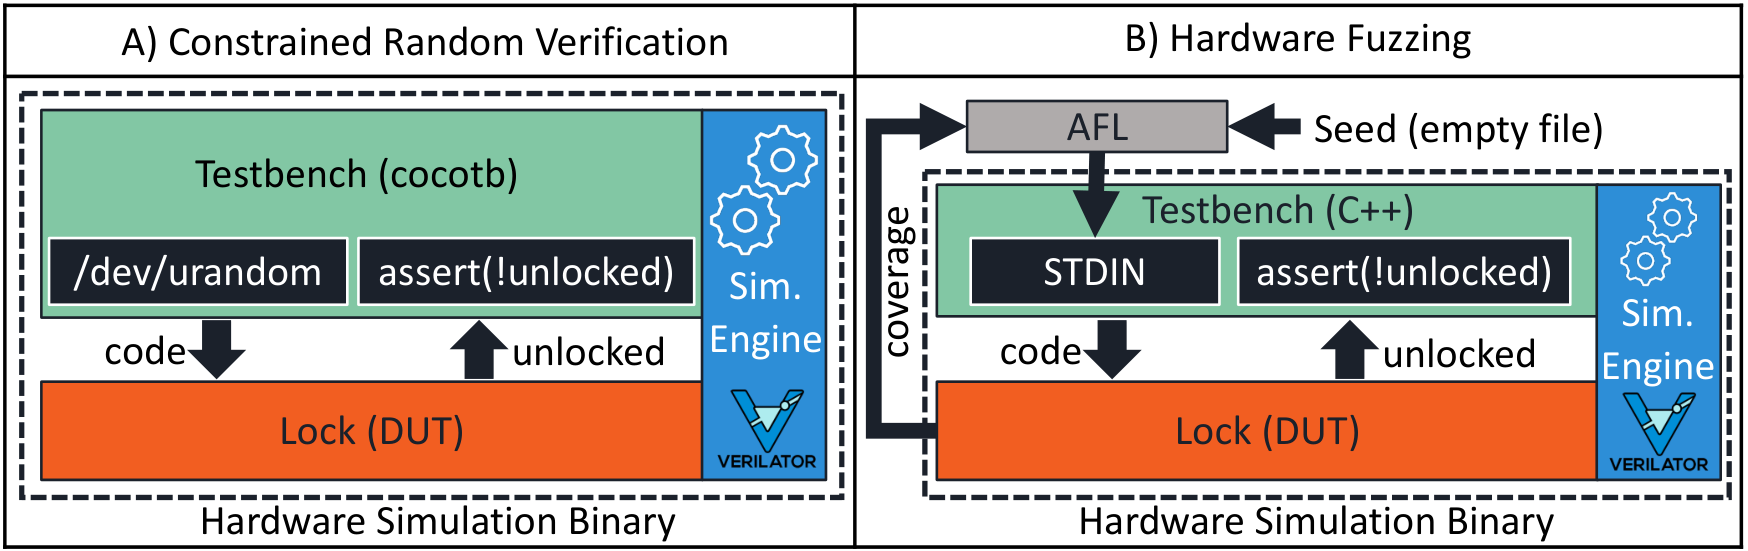 A) Constrained Random Verification
Testbench (cocotb)
/dev/urandom
assert(!unlocked)
code
unlocked
Lock (DUT)
Sim.
Engine
VERILATOR
Hardware Simulation Binary
B) Hardware Fuzzing
AFL
Seed (empty file)
coverage
Testbench (C++)
STDIN
assert(!unlocked)
code
unlocked
Lock (DUT)
Sim.
Engine
VERILATOR
Hardware Simulation Binary